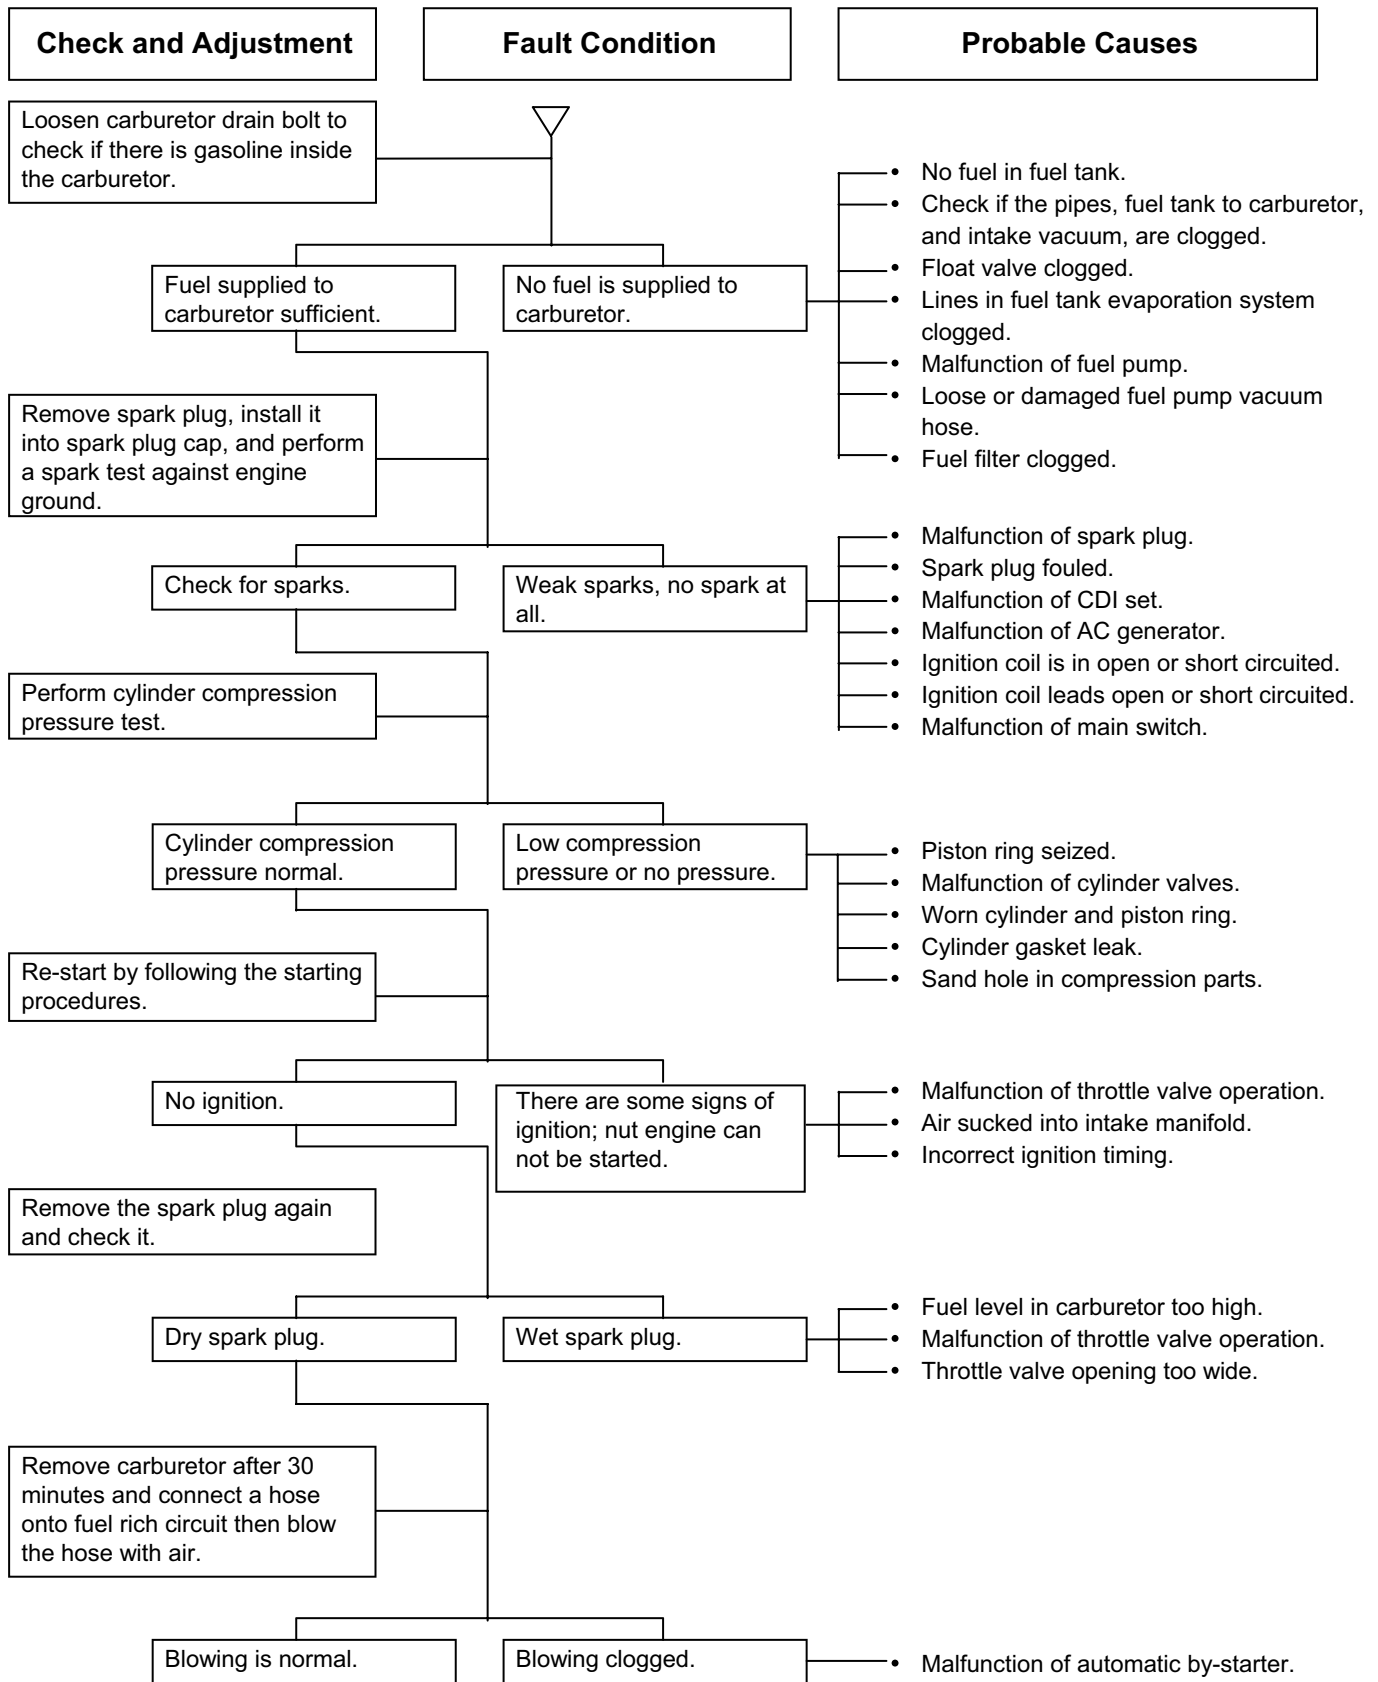 Check and Adjustment
Fault Condition
Probable Causes
Loosen carburetor drain bolt to
check if there is gasoline inside
the carburetor.
• No fuel in fuel tank.
• Check if the pipes, fuel tank to carburetor,
and intake vacuum, are clogged.
• Float valve clogged.
• Lines in fuel tank evaporation system
clogged.
• Malfunction of fuel pump.
• Loose or damaged fuel pump vacuum
hose.
• Fuel filter clogged.
Fuel supplied to
carburetor sufficient.
No fuel is supplied to
carburetor.
Remove spark plug, install it
into spark plug cap, and perform
a spark test against engine
ground.
Check for sparks.
Weak sparks, no spark at
all.
• Malfunction of spark plug.
• Spark plug fouled.
• Malfunction of CDI set.
• Malfunction of AC generator.
• Ignition coil is in open or short circuited.
• Ignition coil leads open or short circuited.
• Malfunction of main switch.
Perform cylinder compression
pressure test.
Cylinder compression
pressure normal.
Low compression
pressure or no pressure.
• Piston ring seized.
• Malfunction of cylinder valves.
• Worn cylinder and piston ring.
• Cylinder gasket leak.
• Sand hole in compression parts.
Re-start by following the starting
procedures.
No ignition.
There are some signs of
ignition; nut engine can
not be started.
• Malfunction of throttle valve operation.
• Air sucked into intake manifold.
• Incorrect ignition timing.
Remove the spark plug again
and check it.
Dry spark plug.
Wet spark plug.
• Fuel level in carburetor too high.
• Malfunction of throttle valve operation.
• Throttle valve opening too wide.
Remove carburetor after 30
minutes and connect a hose
onto fuel rich circuit then blow
the hose with air.
Blowing is normal.
Blowing clogged.
• Malfunction of automatic by-starter.